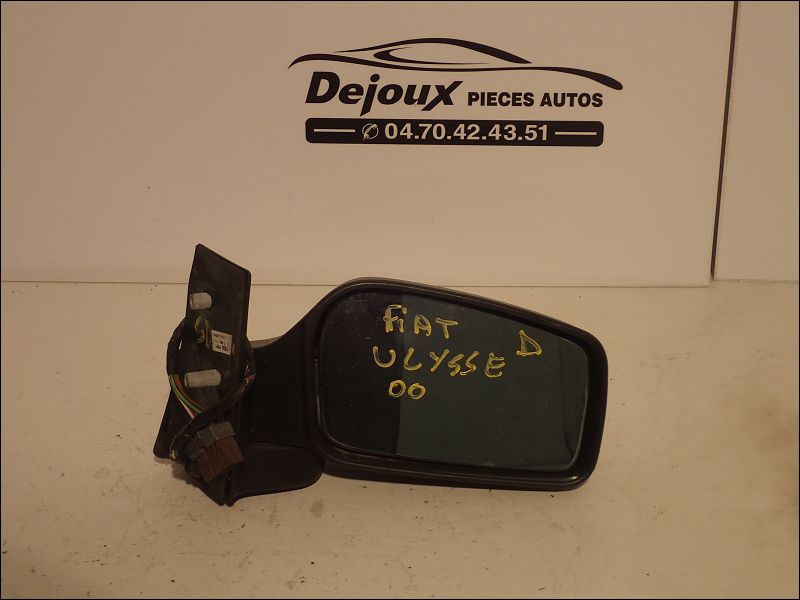 Dejoux PIECES AUTOS
04.70.42.43.51
FiAT D
ULYSSE
00